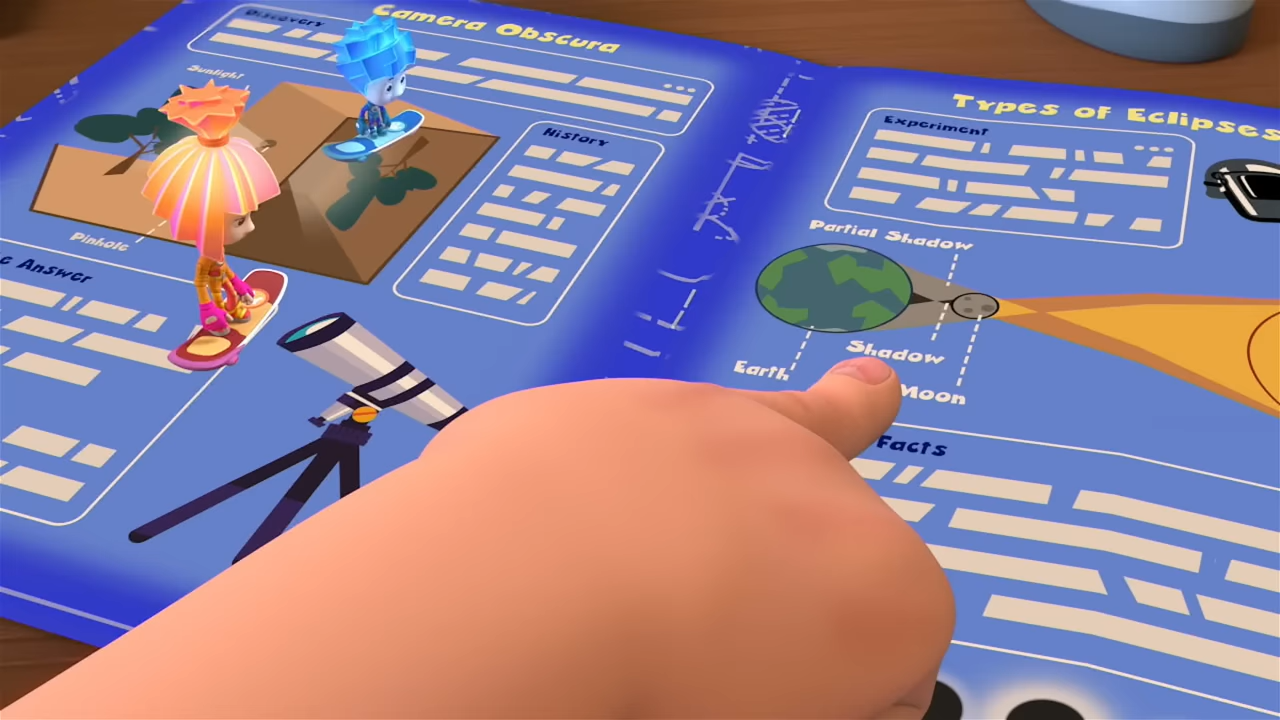 Camera Obscura
Discovery
Sunlight
History
Pinhole
Answer
Types of Eclipses
Experiment
Partial Shadow
Shadow
Earth
Moon
Facts